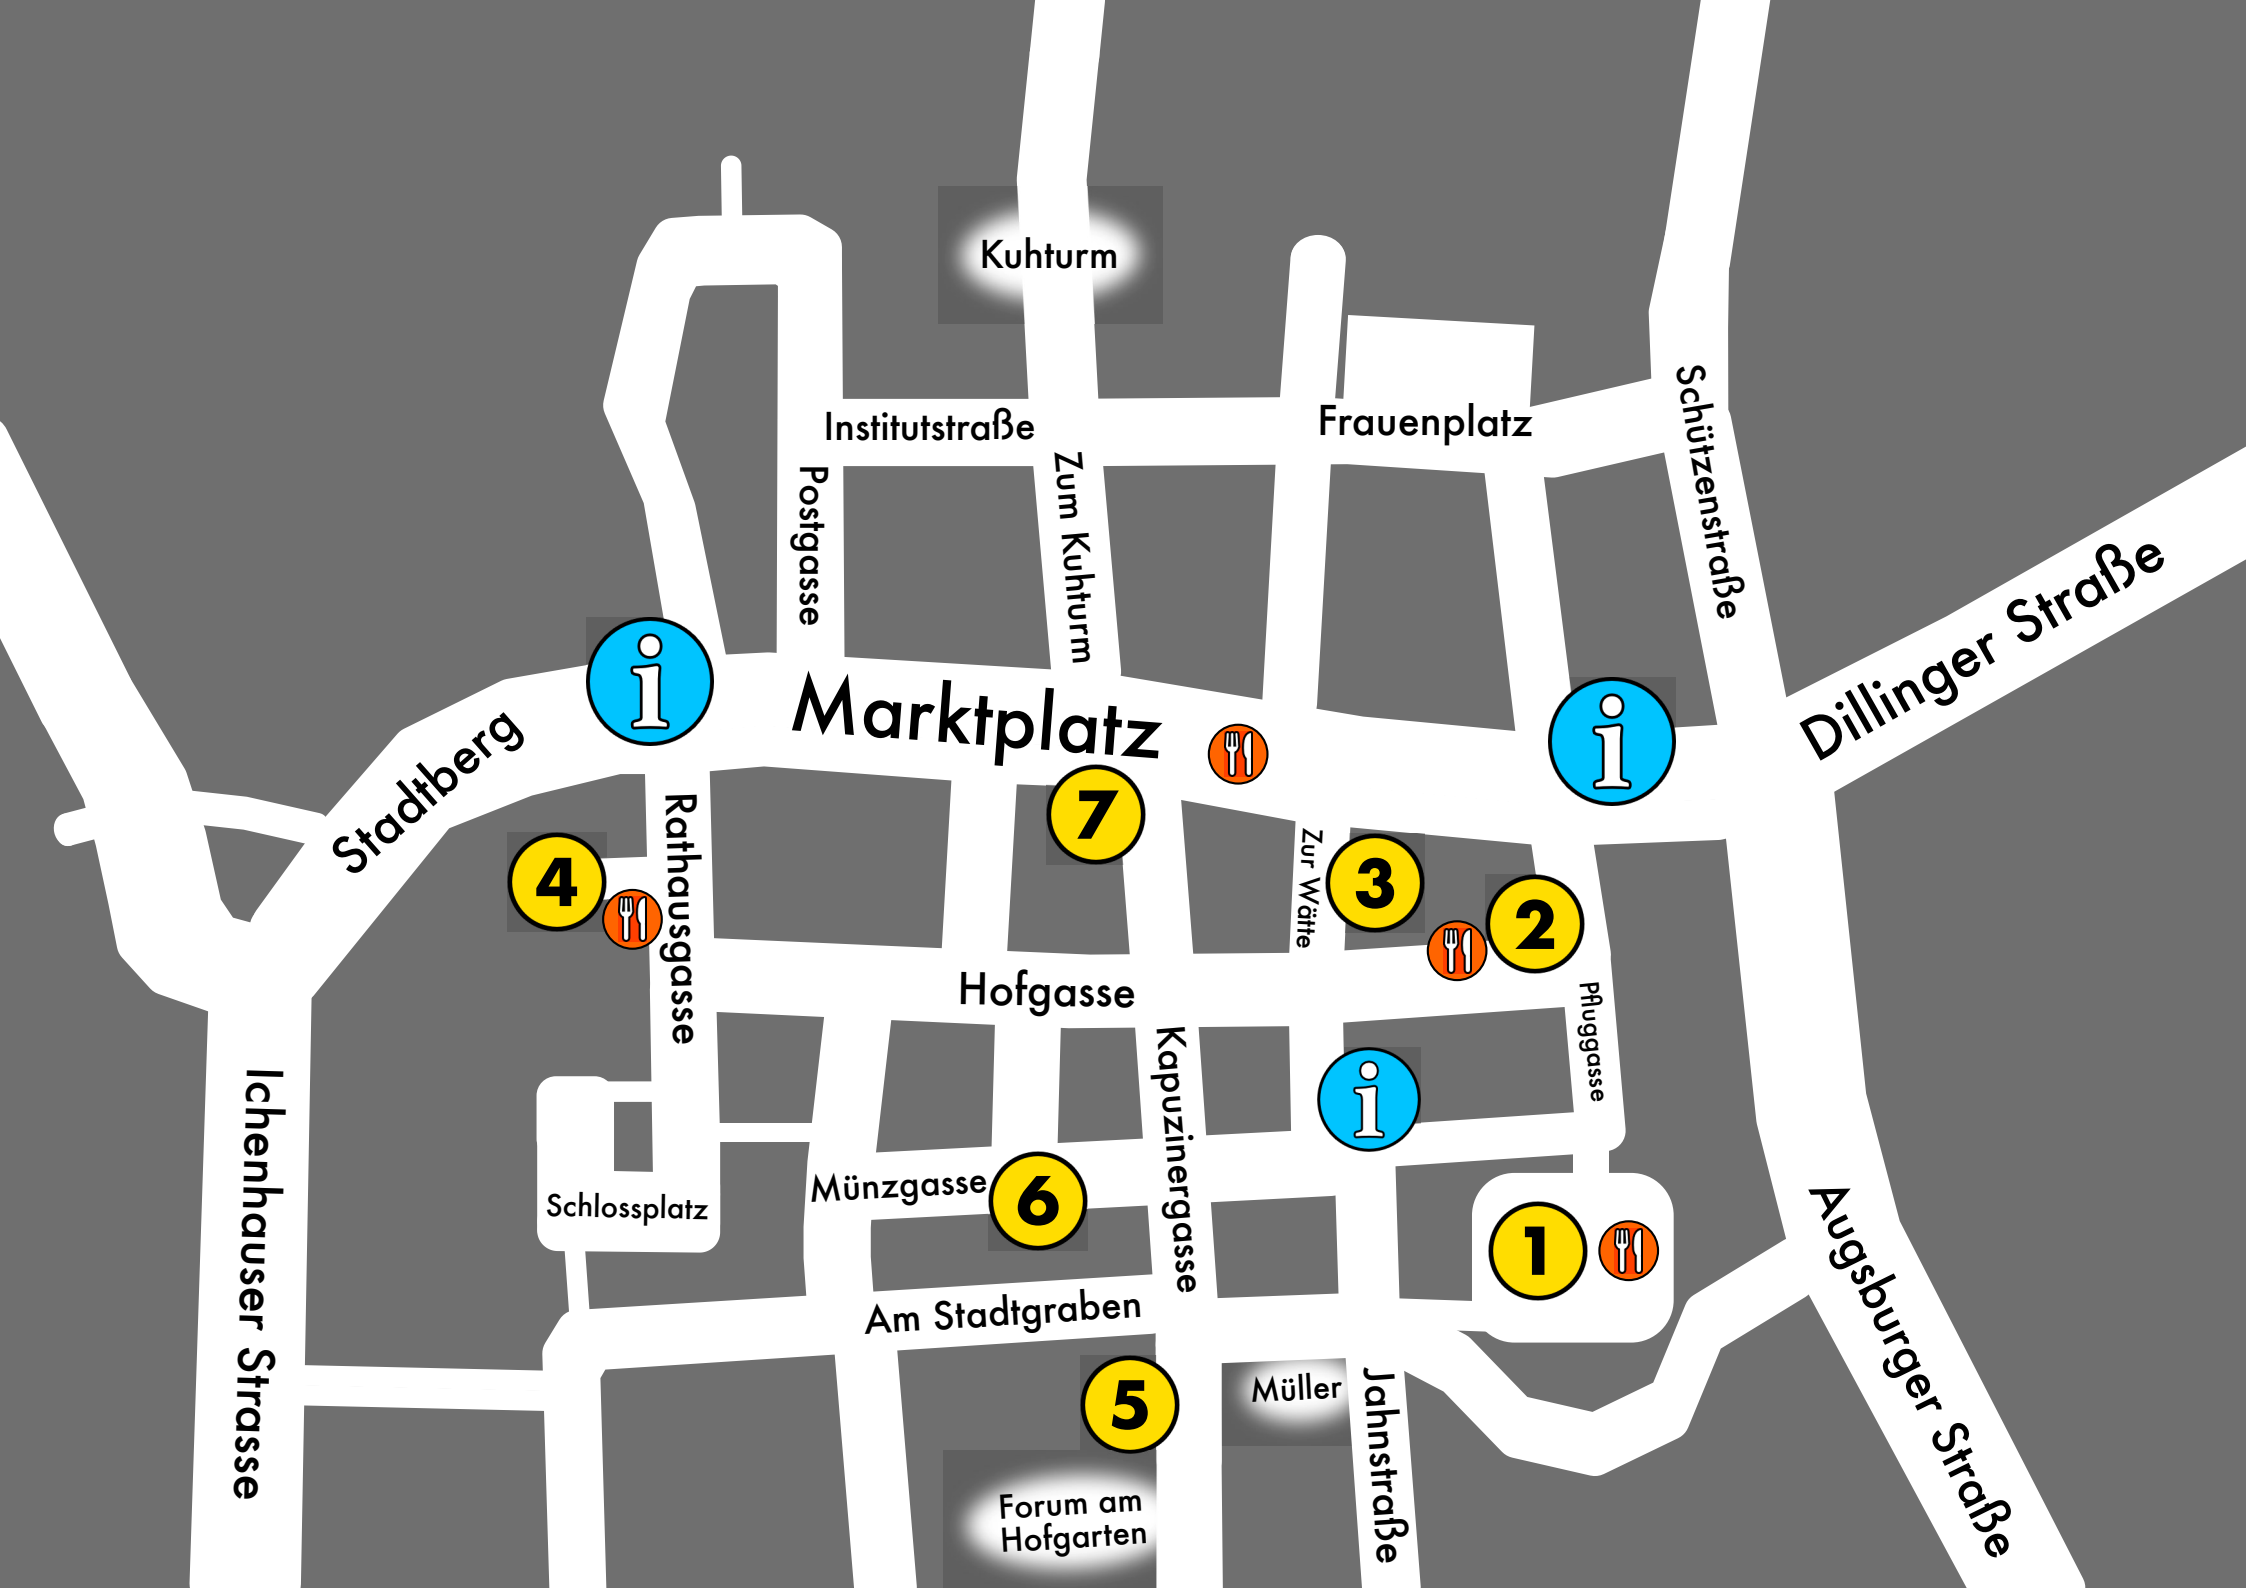 Kuhturm
Institutstraße
Frauenplatz
Schützenstraße
Postgasse
Zum Kuhturm
Dillinger Straße
i
Marktplatz
i
Stadtberg
7
Rathausgasse
4
Zur Wätte
3
2
Hofgasse
Pfluggasse
Kapuzinergasse
i
Ichenhauser Strasse
Münzgasse
6
Schlossplatz
1
Augsburger Straße
Am Stadtgraben
5
Müller
Jahnstraße
Forum am
Hofgarten